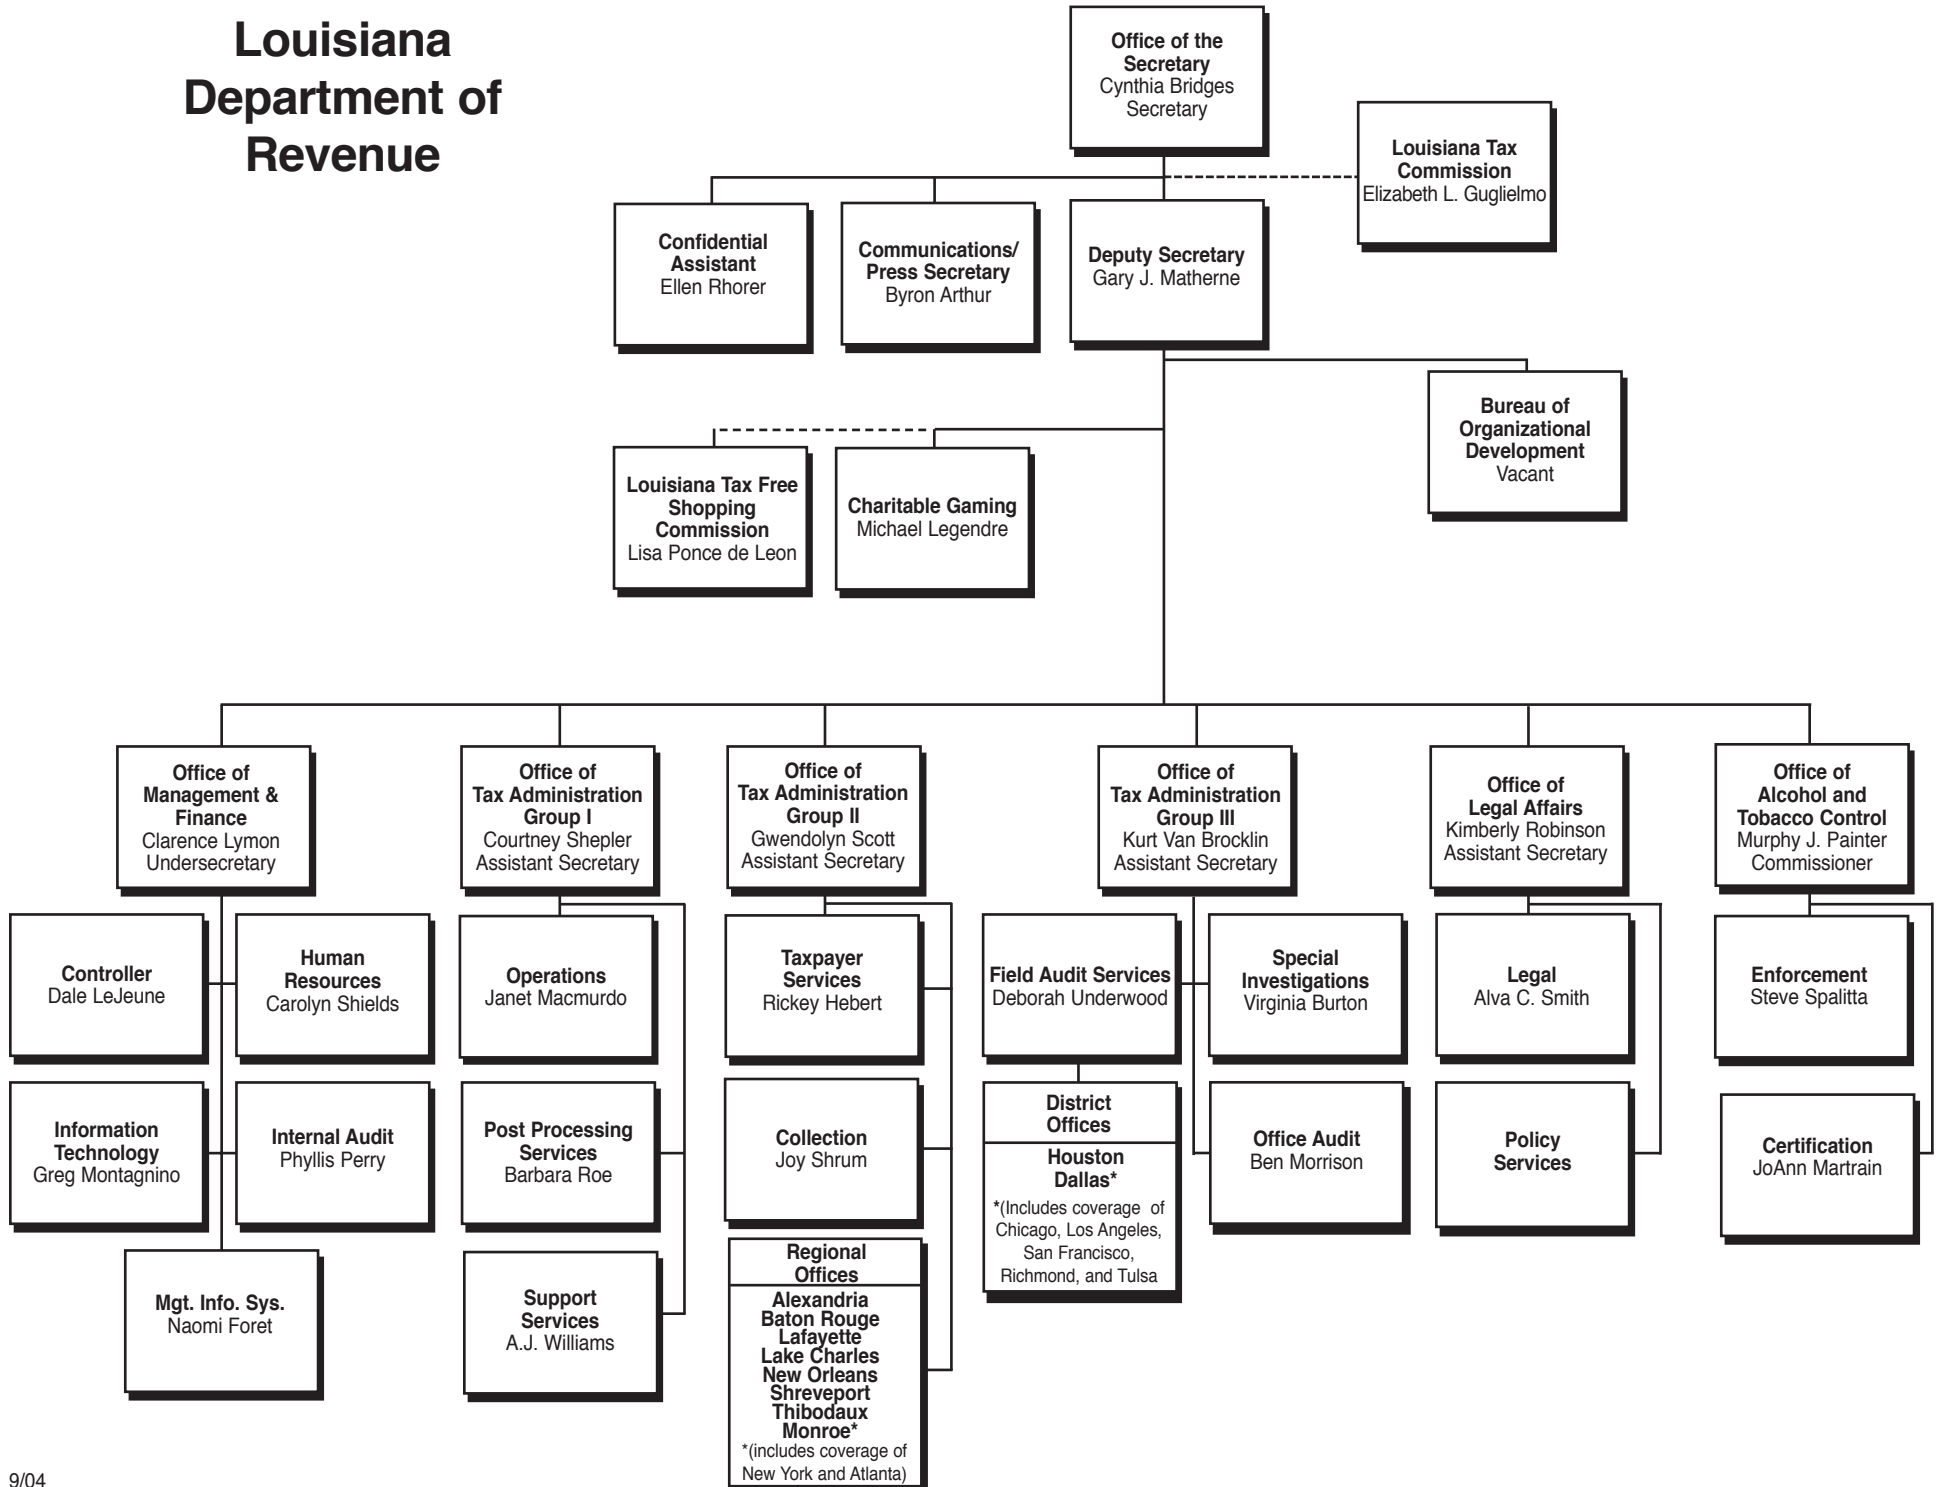 Louisiana
Department of
Revenue
Office of the
Secretary
Cynthia Bridges
Secretary
Louisiana Tax
Commission
Elizabeth L. Guglielmo
Confidential
Assistant
Ellen Rhorer
Communications/
Press Secretary
Byron Arthur
Deputy Secretary
Gary J. Matherne
Bureau of
Organizational
Development
Vacant
Louisiana Tax Free
Shopping
Commission
Lisa Ponce de Leon
Charitable Gaming
Michael Legendre
Office of
Management &
Finance
Clarence Lymon
Undersecretary
Office of
Tax Administration
Group I
Courtney Shepler
Assistant Secretary
Office of
Tax Administration
Group II
Gwendolyn Scott
Assistant Secretary
Office of
Tax Administration
Group III
Kurt Van Brocklin
Assistant Secretary
Office of
Legal Affairs
Kimberly Robinson
Assistant Secretary
Office of
Alcohol and
Tobacco Control
Murphy J. Painter
Commissioner
Controller
Dale LeJeune
Human
Resources
Carolyn Shields
Operations
Janet Macmurdo
Taxpayer
Services
Rickey Hebert
Field Audit Services
Deborah Underwood
Special
Investigations
Virginia Burton
Legal
Alva C. Smith
Enforcement
Steve Spalitta
Information
Technology
Greg Montagnino
Internal Audit
Phyllis Perry
Post Processing
Services
Barbara Roe
Collection
Joy Shrum
District
Offices
Houston
Dallas*
*(Includes coverage of
Chicago, Los Angeles,
San Francisco,
Richmond, and Tulsa
Office Audit
Ben Morrison
Policy
Services
Certification
JoAnn Martrain
Mgt. Info. Sys.
Naomi Foret
Support
Services
A.J. Williams
Regional
Offices
Alexandria
Baton Rouge
Lafayette
Lake Charles
New Orleans
Shreveport
Thibodaux
Monroe*
*(includes coverage of
New York and Atlanta)
9/04